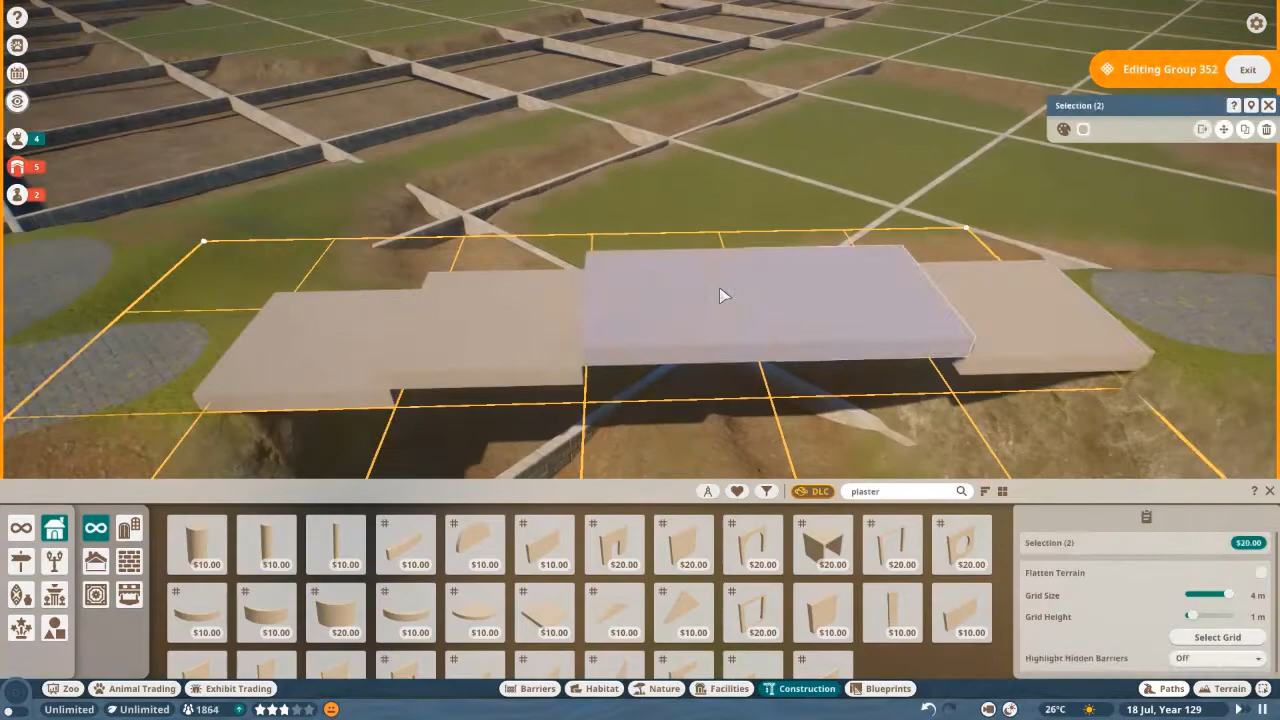 ?
Editing Group 352
Exit
Selection (2)
?
4
5
2
DLC
plaster
?
$10.00
$10.00
$10.00
$10.00
$10.00
$10.00
$20.00
$20.00
$20.00
$20.00
$20.00
$20.00
$10.00
$10.00
$20.00
$10.00
$10.00
$10.00
$10.00
$10.00
$20.00
$10.00
$10.00
$10.00
Selection (2)
$20.00
Flatten Terrain
Grid Size
4 m
Grid Height
1 m
Select Grid
Highlight Hidden Barriers
Off
Zoo
Animal Trading
Exhibit Trading
Barriers
Habitat
Nature
Facilities
Construction
Blueprints
Paths
Terrain
Unlimited
Unlimited
1864
26°C
18 Jul, Year 129